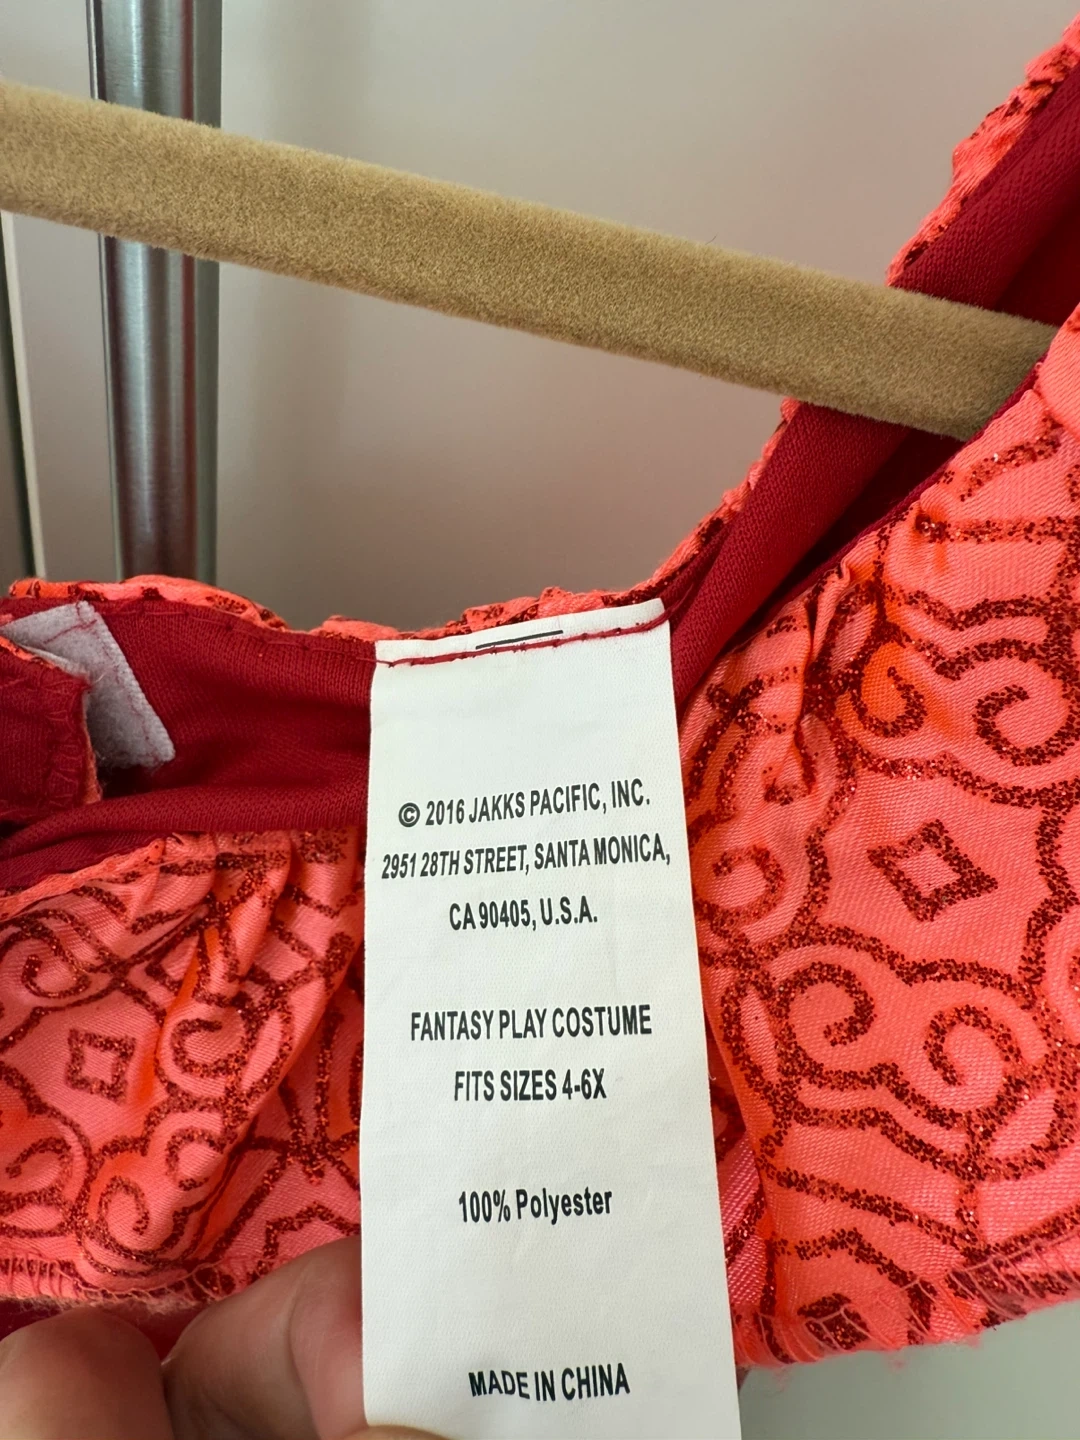 © 2016 JAKKS PACIFIC, INC.
2951 28TH STREET, SANTA MONICA,
CA 90405, U.S.A.
FANTASY PLAY COSTUME
FITS SIZES 4-6X
100% Polyester
MADE IN CHINA